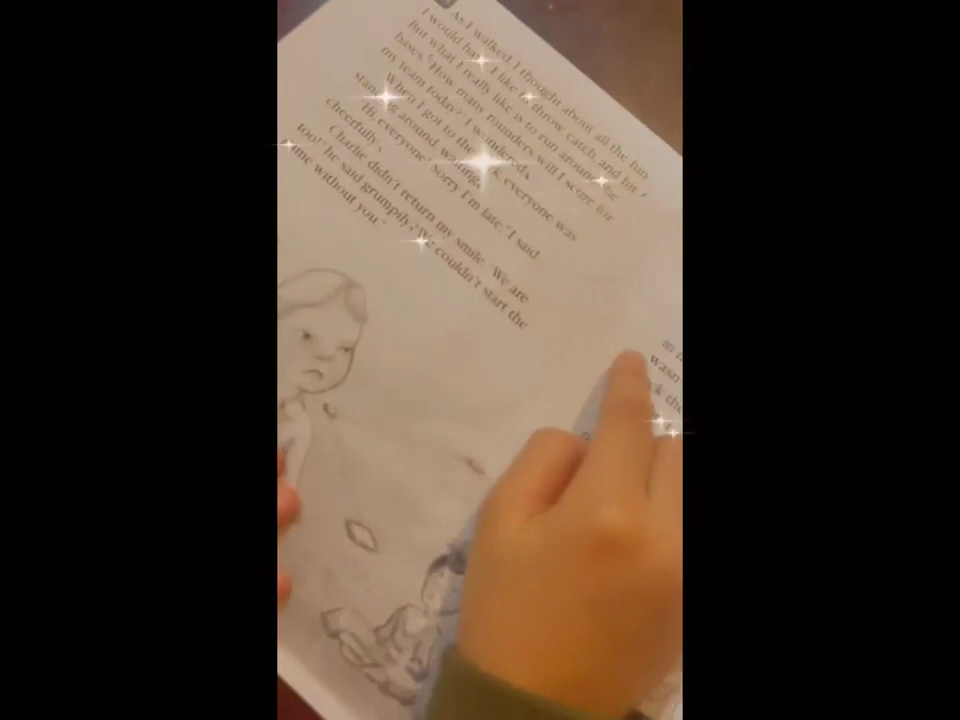 As I walked, I thought about all the fun
I would have. I like to throw, catch and hit!
But what I really like is to run around the
bases. "How many rounders will I score for
my team today?" I wondered.
When I got to the everyone was
standing around, waiting.
"Hi, everyone! Sorry I'm late," I said
cheerfully.
Charlie didn't return my smile. "We are
too!" he said grumpily. "We couldn't start the
without you."
wasn
the